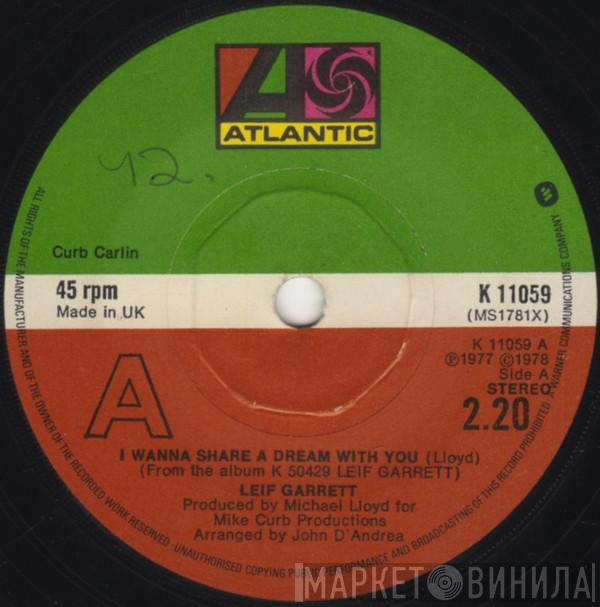 ATLANTIC
42.
Curb Carlin
45 rpm
Made in UK
K 11059
(MS1781X)
K 11059 A
Ⓟ1977 ©1978
Side A
STEREO
2.20
A
I WANNA SHARE A DREAM WITH YOU (Lloyd)
(From the album K 50429 LEIF GARRETT)
LEIF GARRETT
Produced by Michael Lloyd for
Mike Curb Productions
Arranged by John D'Andrea
ALL RIGHTS OF THE MANUFACTURER AND OF THE OWNER OF THE RECORDED WORK RESERVED. UNAUTHORISED COPYING PUBLIC PERFORMANCE AND BROADCASTING OF THIS RECORD PROHIBITED. A WARNER COMMUNICATIONS COMPANY
МАРКЕТ ВИНИЛА